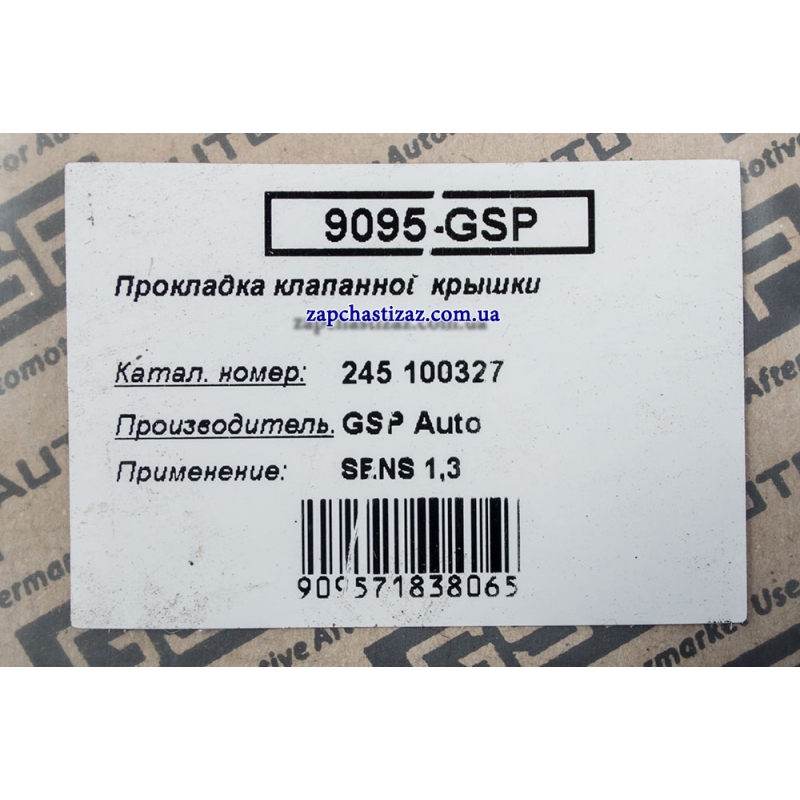 9095-GSP
Прокладка клапанной крышки
zapchastizaz.com.ua
Катал. номер: 245 100327
Производитель. GSP Auto
Применение: SENS 1,3
909571838065